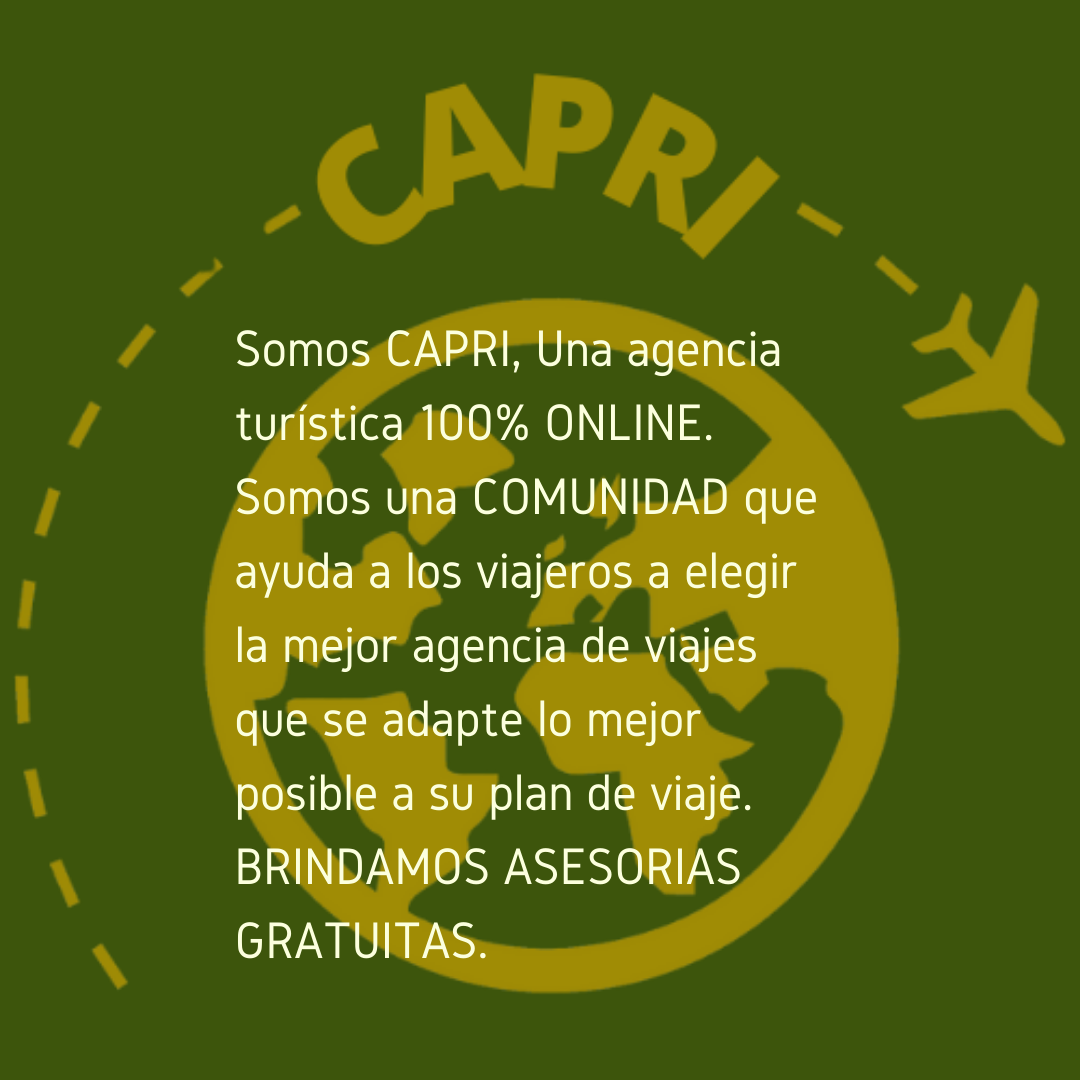 CAPRI
Somos CAPRI, Una agencia
turística 100% ONLINE.
Somos una COMUNIDAD que
ayuda a los viajeros a elegir
la mejor agencia de viajes
que se adapte lo mejor
posible a su plan de viaje.
BRINDAMOS ASESORIAS
GRATUITAS.